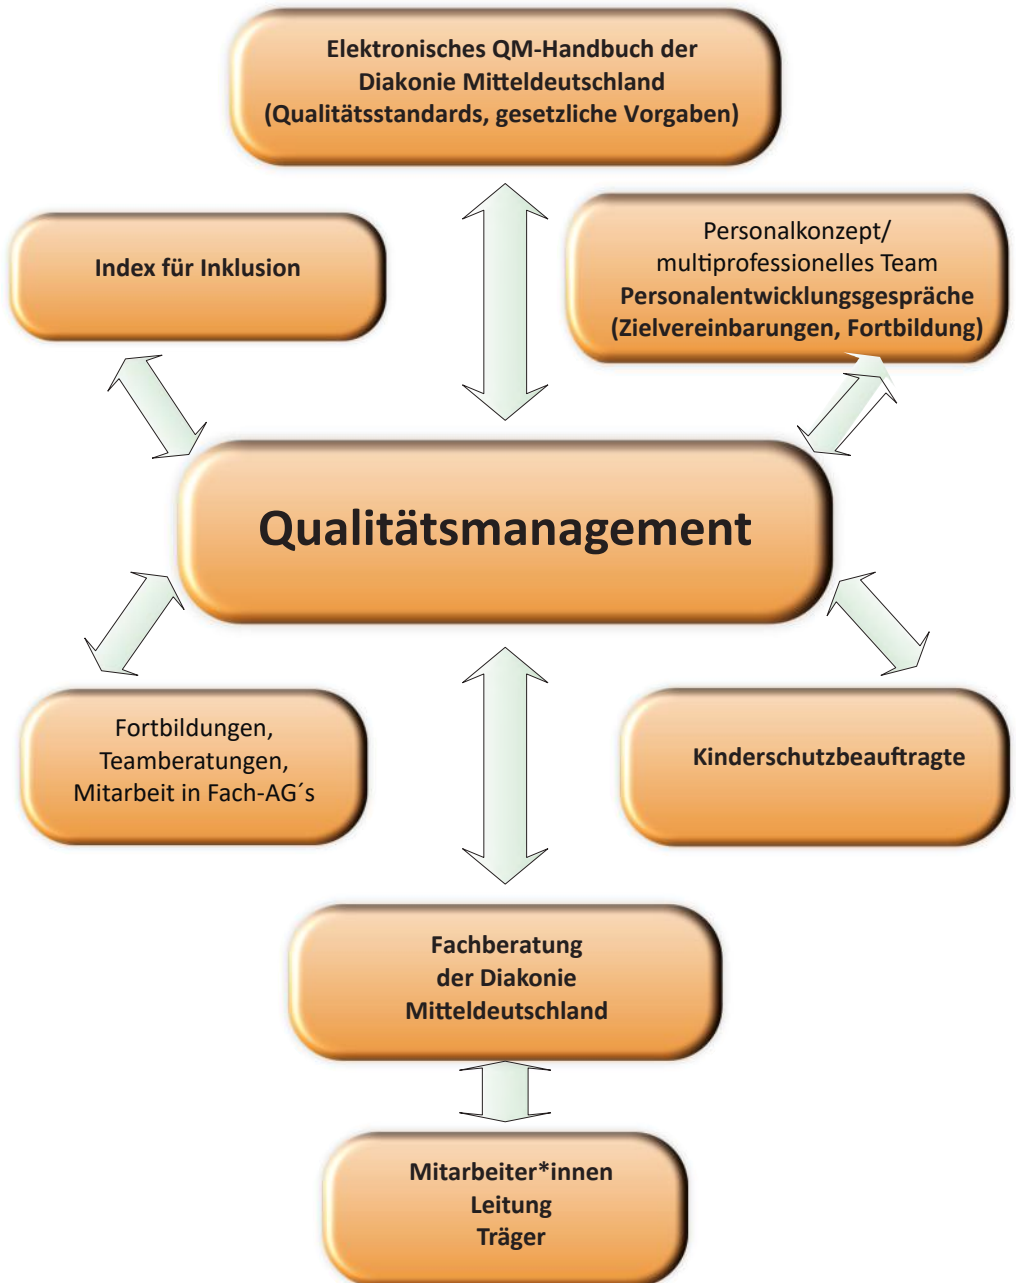 Elektronisches QM-Handbuch der
Diakonie Mitteldeutschland
(Qualitätsstandards, gesetzliche Vorgaben)
Index für Inklusion
Personalkonzept/
multiprofessionelles Team
Personalentwicklungsgespräche
(Zielvereinbarungen, Fortbildung)
Qualitätsmanagement
Fortbildungen,
Teamberatungen,
Mitarbeit in Fach-AG´s
Kinderschutzbeauftragte
Fachberatung
der Diakonie
Mitteldeutschland
Mitarbeiter*innen
Leitung
Träger